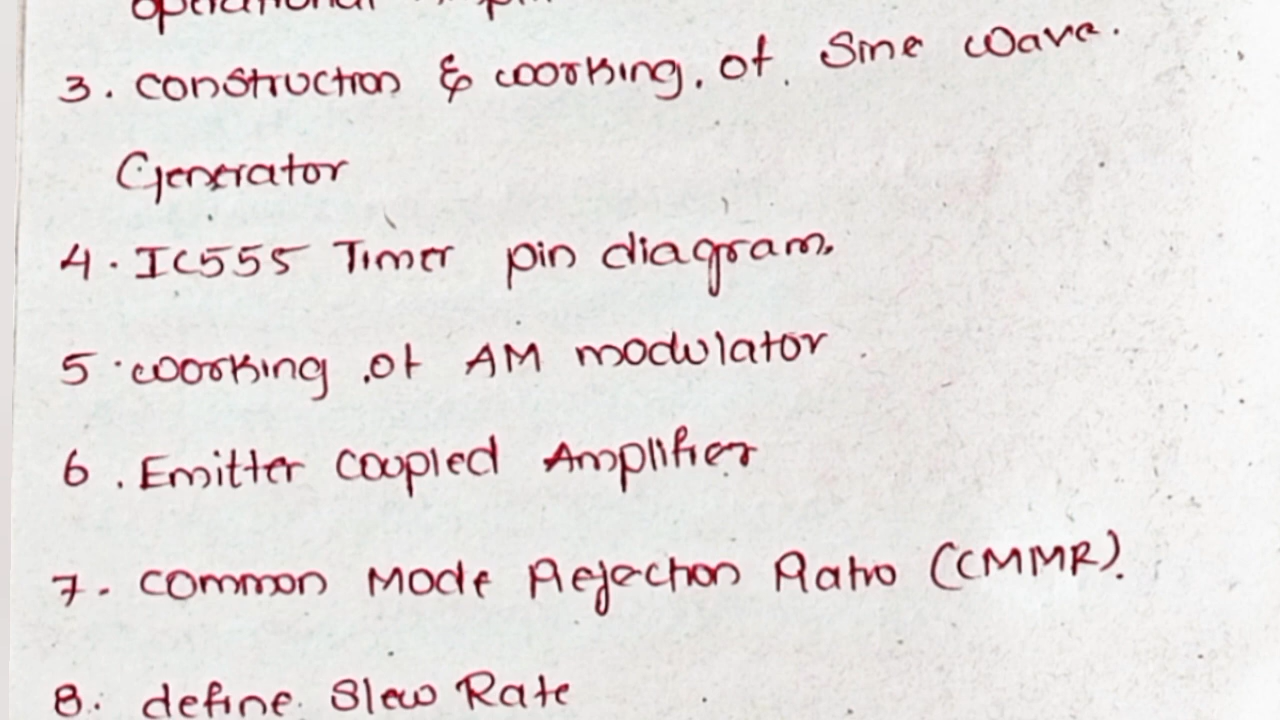 operational
3. construction & working. of. Sine wave.
Generator
4. IC555 Timer pin diagram.
5. working of AM modulator
6. Emitter coupled Amplifier
7. common Mode Rejection Ratio (CMMR).
8. define. Slew Rate